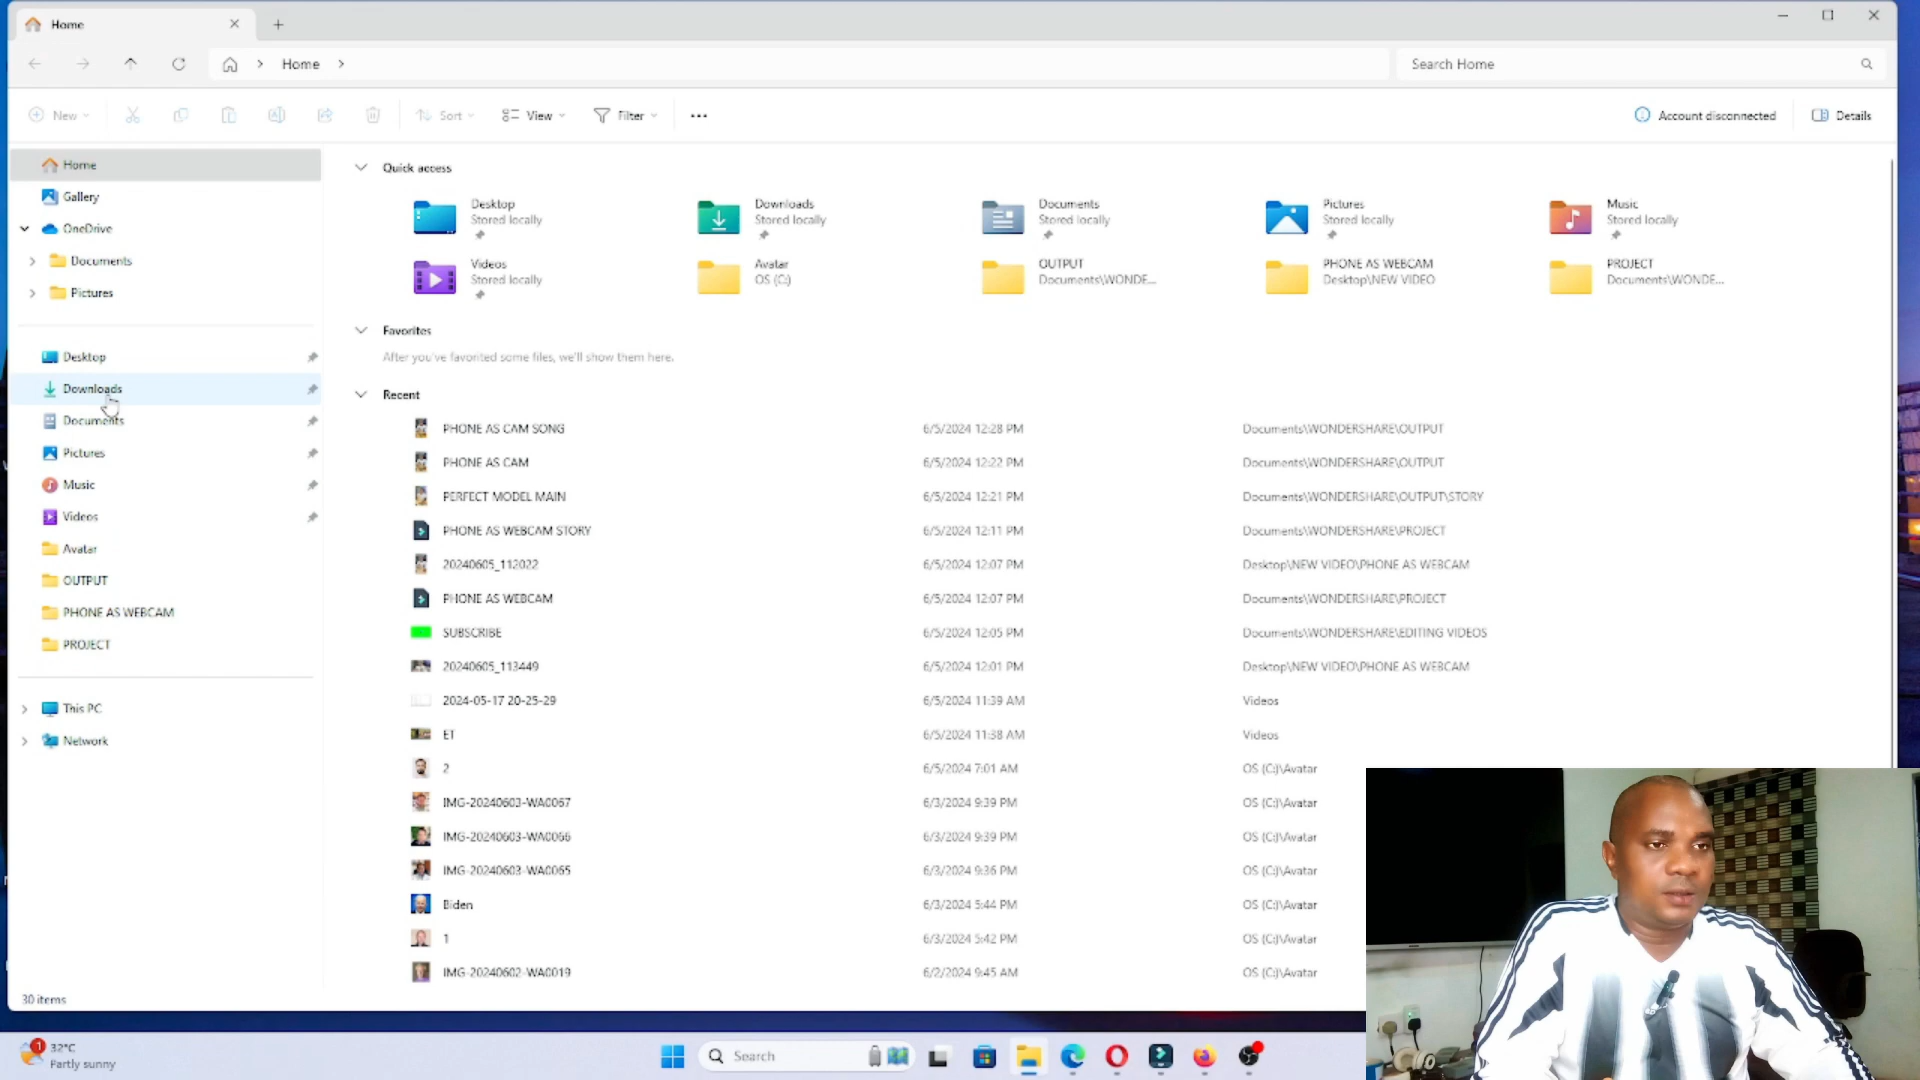 Home
Home
Search Home
New
Sort
View
Filter
Account disconnected
Details
Home
Gallery
OneDrive
Documents
Pictures
Desktop
Downloads
Documents
Pictures
Music
Videos
Avatar
OUTPUT
PHONE AS WEBCAM
PROJECT
This PC
Network
30 items
Quick access
Desktop
Stored locally
Downloads
Stored locally
Documents
Stored locally
Pictures
Stored locally
Music
Stored locally
Videos
Stored locally
Avatar
OS (C:)
OUTPUT
Documents\WONDE...
PHONE AS WEBCAM
Desktop\NEW VIDEO
PROJECT
Documents\WONDE...
Favorites
After you've favorited some files, we'll show them here.
Recent
PHONE AS CAM SONG 6/5/2024 12:28 PM Documents\WONDERSHARE\OUTPUT
PHONE AS CAM 6/5/2024 12:22 PM Documents\WONDERSHARE\OUTPUT
PERFECT MODEL MAIN 6/5/2024 12:21 PM Documents\WONDERSHARE\OUTPUT\STORY
PHONE AS WEBCAM STORY 6/5/2024 12:11 PM Documents\WONDERSHARE\PROJECT
20240605_112022 6/5/2024 12:07 PM Desktop\NEW VIDEO\PHONE AS WEBCAM
PHONE AS WEBCAM 6/5/2024 12:07 PM Documents\WONDERSHARE\PROJECT
SUBSCRIBE 6/5/2024 12:05 PM Documents\WONDERSHARE\EDITING VIDEOS
20240605_113449 6/5/2024 12:01 PM Desktop\NEW VIDEO\PHONE AS WEBCAM
2024-05-17 20-25-29 6/5/2024 11:39 AM Videos
ET 6/5/2024 11:38 AM Videos
2 6/5/2024 7:01 AM OS (C:)\Avatar
IMG-20240603-WA0067 6/3/2024 9:39 PM OS (C:)\Avatar
IMG-20240603-WA0066 6/3/2024 9:39 PM OS (C:)\Avatar
IMG-20240603-WA0065 6/3/2024 9:36 PM OS (C:)\Avatar
Biden 6/3/2024 5:44 PM OS (C:)\Avatar
1 6/3/2024 5:42 PM OS (C:)\Avatar
IMG-20240602-WA0019 6/2/2024 9:45 AM OS (C:)\Avatar
1
32°C
Partly sunny
Search